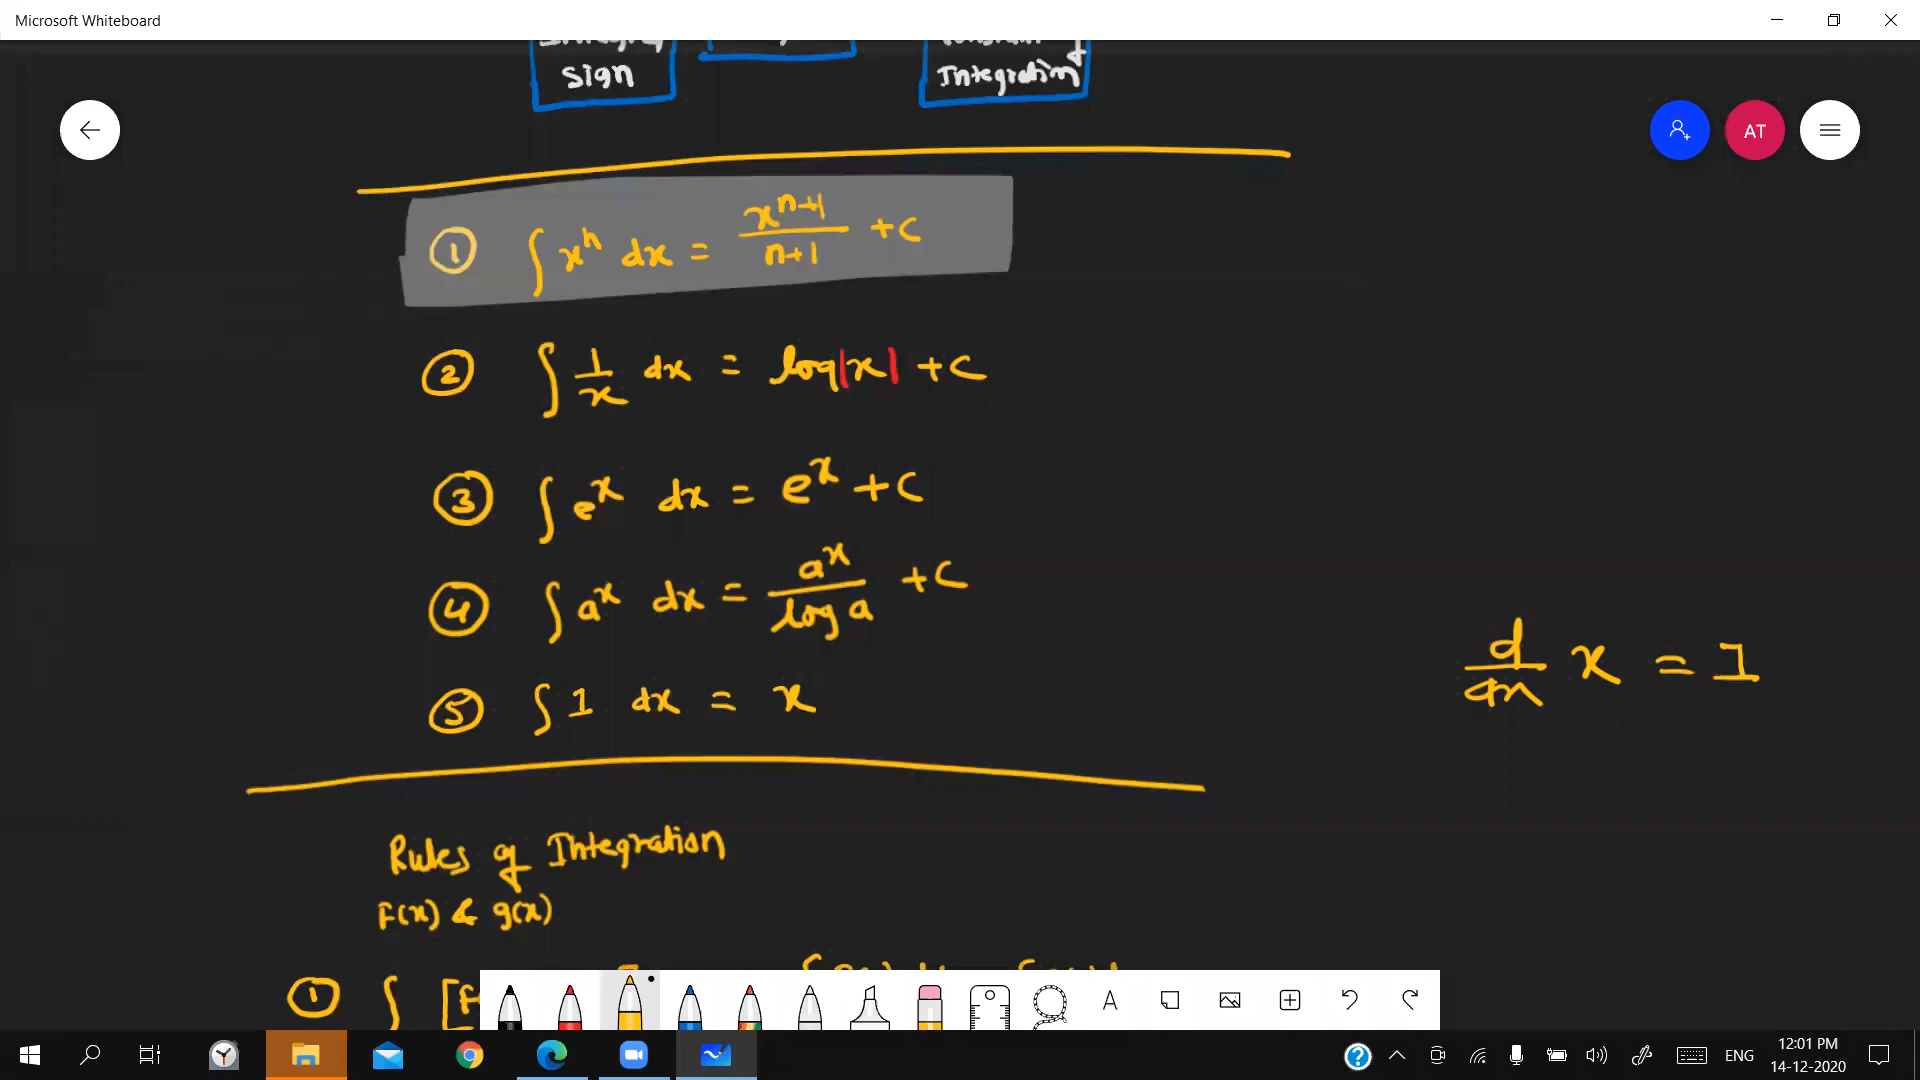 Microsoft Whiteboard
Sign
Integration
AT
① ∫ xⁿ dx = xⁿ⁺¹/n+1 + C
② ∫ 1/x dx = log|x| + C
③ ∫ eˣ dx = eˣ + C
④ ∫ aˣ dx = aˣ/log a + C
⑤ ∫ 1 dx = x
d/dx x = 1
Rules of Integration
F(x) & g(x)
① ∫ [F
ENG
12:01 PM
14-12-2020